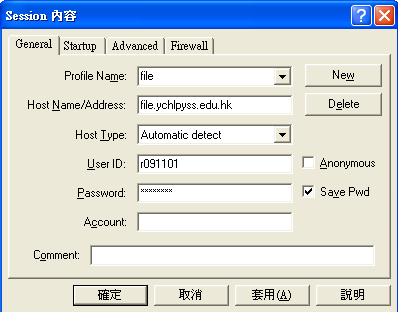 Session 內容
General Startup Advanced Firewall
Profile Name: file New
Host Name/Address: file.ychlpyss.edu.hk Delete
Host Type: Automatic detect
User ID: r091101 Anonymous
Password: ******** Save Pwd
Account:
Comment:
確定 取消 套用(A) 說明